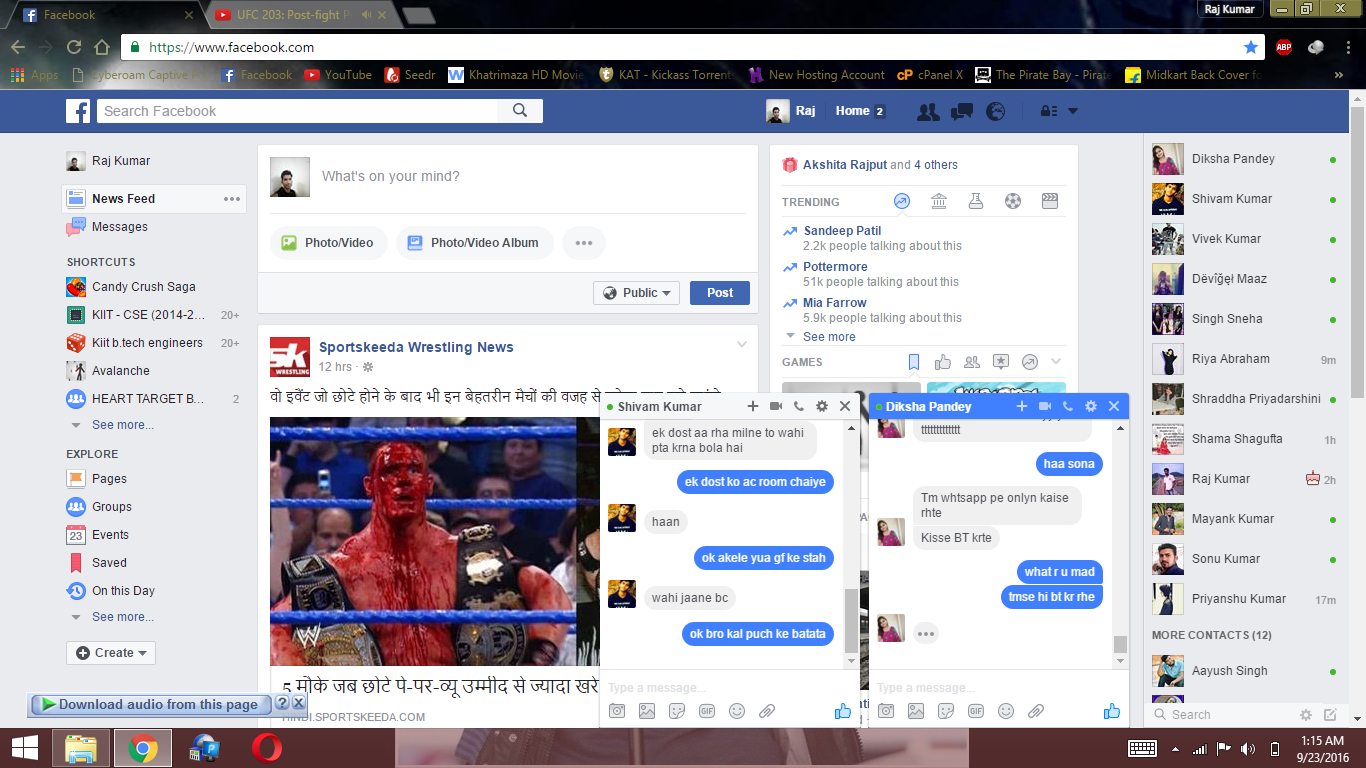 Facebook
UFC 203: Post-fight P
Raj Kumar
https://www.facebook.com
ABP
Apps
Cyberoam Captive P
Facebook
YouTube
Seedr
Khatrimaza HD Movie
KAT - Kickass Torrent
New Hosting Account
cPanel X
The Pirate Bay - Pirate
Midkart Back Cover fo
Search Facebook
Raj
Home 2
Raj Kumar
News Feed
Messages
SHORTCUTS
Candy Crush Saga
KIIT - CSE (2014-2... 20+
Kiit b.tech engineers 20+
Avalanche
HEART TARGET B... 2
See more...
EXPLORE
Pages
Groups
23 Events
Saved
On this Day
See more...
Create
What's on your mind?
Photo/Video
Photo/Video Album
Public
Post
Sportskeeda Wrestling News
12 hrs
sk
WRESTLING
वो इवैंट जो छोटे होने के बाद भी इन बेहतरीन मैचों की वजह से
5 मौके जब छोटे पे-पर-व्यू उम्मीद से ज्यादा खरे
HINDI.SPORTSKEEDA.COM
Akshita Rajput and 4 others
TRENDING
Sandeep Patil
2.2k people talking about this
Pottermore
51k people talking about this
Mia Farrow
5.9k people talking about this
See more
GAMES
Shivam Kumar
ek dost aa rha milne to wahi
pta krna bola hai
ek dost ko ac room chaiye
haan
ok akele yua gf ke stah
wahi jaane bc
ok bro kal puch ke batata
Type a message...
GIF
Diksha Pandey
ttttttttttttt
haa sona
Tm whtsapp pe onlyn kaise
rhte
Kisse BT krte
what r u mad
tmse hi bt kr rhe
Type a message...
GIF
Diksha Pandey
Shivam Kumar
Vivek Kumar
Dëvîğęł Maaz
Singh Sneha
Riya Abraham 9m
Shraddha Priyadarshini
Shama Shagufta 1h
Raj Kumar 2h
Mayank Kumar
Sonu Kumar
Priyanshu Kumar 17m
MORE CONTACTS (12)
Aayush Singh
Search
Download audio from this page
1:15 AM
9/23/2016